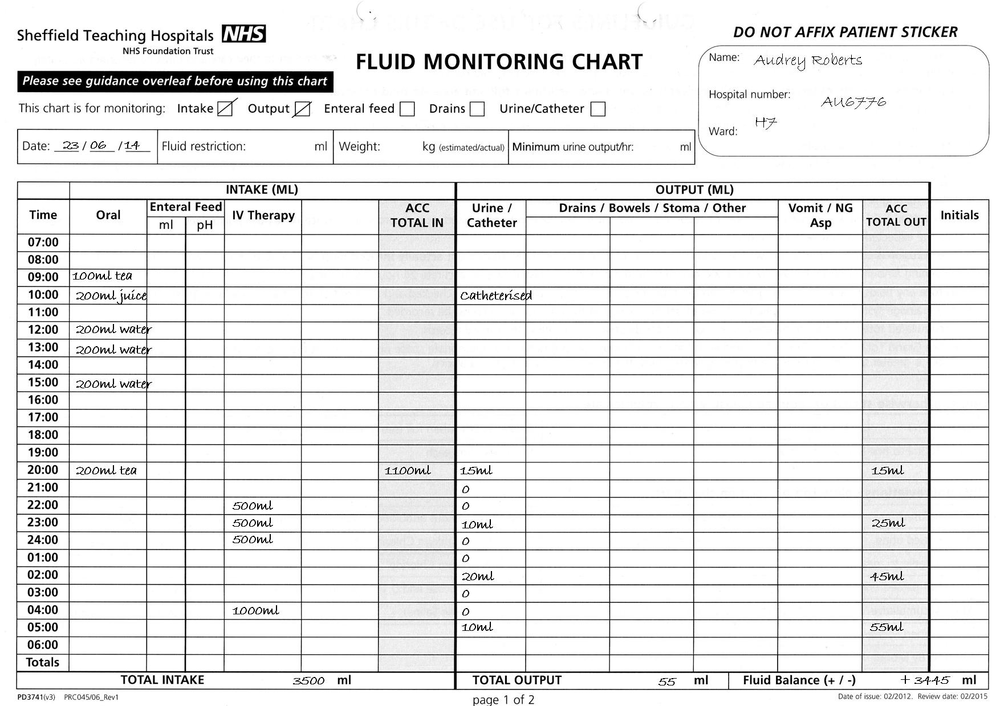 Sheffield Teaching Hospitals NHS
NHS Foundation Trust
DO NOT AFFIX PATIENT STICKER
FLUID MONITORING CHART
Name: Audrey Roberts
Please see guidance overleaf before using this chart
Hospital number: AU6776
This chart is for monitoring: Intake Output Enteral feed Drains Urine/Catheter
Ward: H7
Date: 23 / 06 / 14 Fluid restriction: ml Weight: kg (estimated/actual) Minimum urine output/hr: ml
INTAKE (ML) OUTPUT (ML)
Time Oral Enteral Feed ml pH IV Therapy ACC TOTAL IN Urine / Catheter Drains / Bowels / Stoma / Other Vomit / NG Asp ACC TOTAL OUT Initials
07:00
08:00
09:00 100ml tea
10:00 200ml juice Catheterised
11:00
12:00 200ml water
13:00 200ml water
14:00
15:00 200ml water
16:00
17:00
18:00
19:00
20:00 200ml tea 1100ml 15ml 15ml
21:00 0
22:00 500ml 0
23:00 500ml 10ml 25ml
24:00 500ml 0
01:00 0
02:00 20ml 45ml
03:00 0
04:00 1000ml 0
05:00 10ml 55ml
06:00
Totals
TOTAL INTAKE 3500 ml TOTAL OUTPUT 55 ml Fluid Balance (+ / -) +3445 ml
PD3741(v3) PRC045/06_Rev1 page 1 of 2 Date of issue: 02/2012. Review date: 02/2015